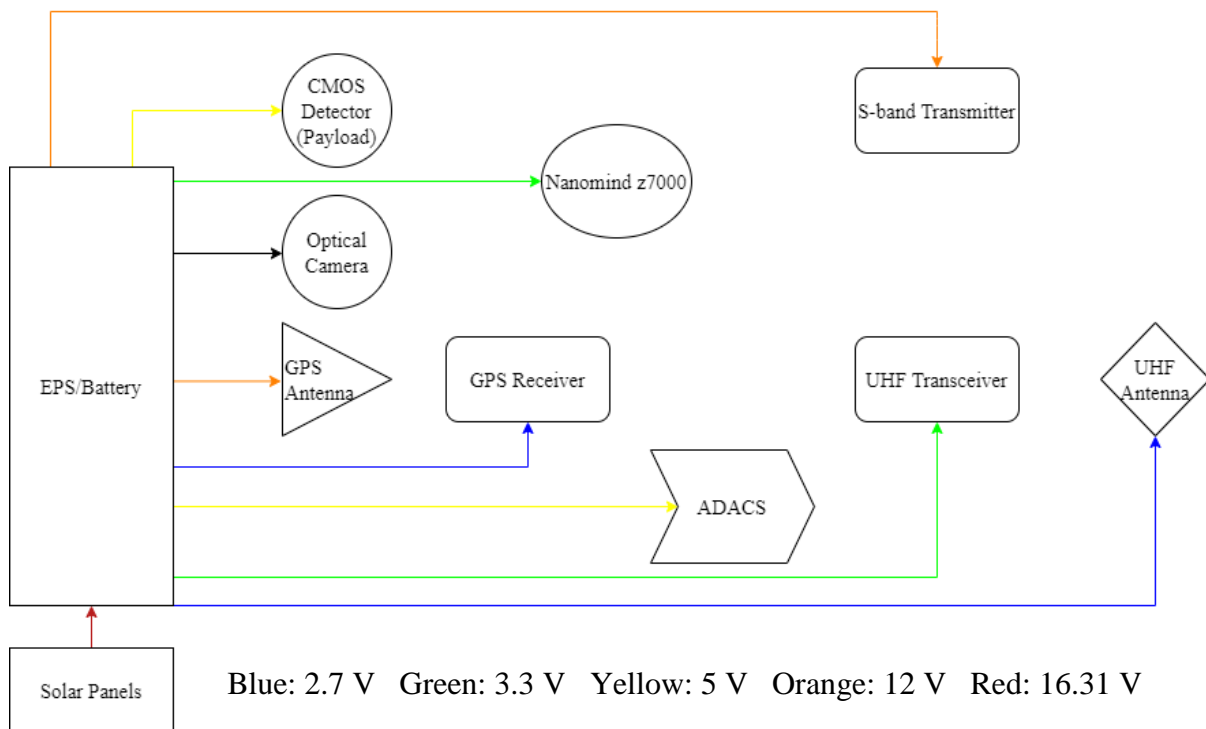 CMOS
Detector
(Payload)
S-band Transmitter
Nanomind z7000
Optical
Camera
GPS
Antenna
GPS Receiver
UHF Transceiver
UHF
Antenna
EPS/Battery
ADACS
Solar Panels
Blue: 2.7 V Green: 3.3 V Yellow: 5 V Orange: 12 V Red: 16.31 V